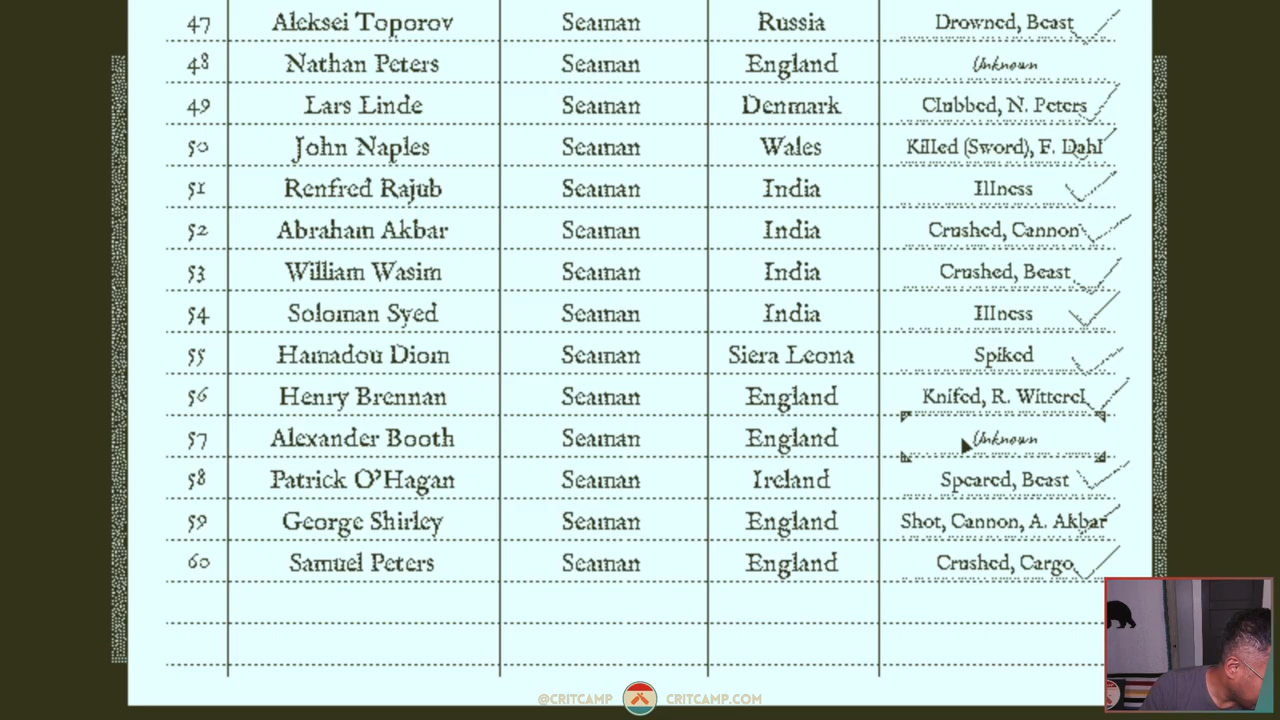 47 Aleksei Toporov Seaman Russia Drowned, Beast
48 Nathan Peters Seaman England Unknown
49 Lars Linde Seaman Denmark Clubbed, N. Peters
50 John Naples Seaman Wales Killed (Sword), F. Dahl
51 Renfred Rajub Seaman India Illness
52 Abraham Akbar Seaman India Crushed, Cannon
53 William Wasim Seaman India Crushed, Beast
54 Soloman Syed Seaman India Illness
55 Hamadou Diom Seaman Siera Leona Spiked
56 Henry Brennan Seaman England Knifed, R. Witterel
57 Alexander Booth Seaman England Unknown
58 Patrick O'Hagan Seaman Ireland Speared, Beast
59 George Shirley Seaman England Shot, Cannon, A. Akbar
60 Samuel Peters Seaman England Crushed, Cargo
@CRITCAMP CRITCAMP.COM